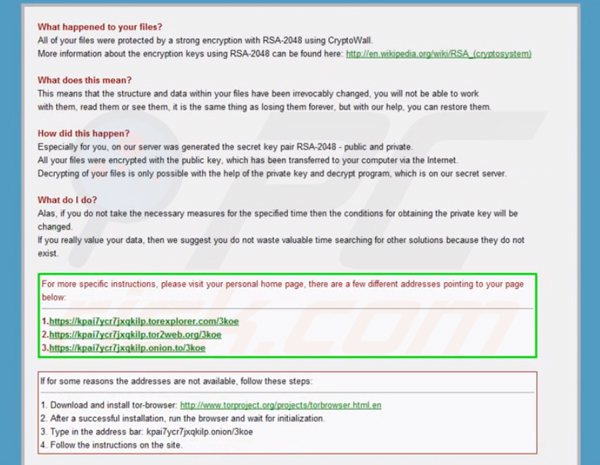 What happened to your files?
All of your files were protected by a strong encryption with RSA-2048 using CryptoWall.
More information about the encryption keys using RSA-2048 can be found here: http://en.wikipedia.org/wiki/RSA_(cryptosystem)
What does this mean?
This means that the structure and data within your files have been irrevocably changed, you will not be able to work
with them, read them or see them, it is the same thing as losing them forever, but with our help, you can restore them.
How did this happen?
Especially for you, on our server was generated the secret key pair RSA-2048 - public and private.
All your files were encrypted with the public key, which has been transferred to your computer via the Internet.
Decrypting of your files is only possible with the help of the private key and decrypt program, which is on our secret server.
What do I do?
Alas, if you do not take the necessary measures for the specified time then the conditions for obtaining the private key will be
changed.
If you really value your data, then we suggest you do not waste valuable time searching for other solutions because they do not
exist.
For more specific instructions, please visit your personal home page, there are a few different addresses pointing to your page
below:
1.https://kpai7ycr7jxqkilp.torexplorer.com/3koe
2.https://kpai7ycr7jxqkilp.tor2web.org/3koe
3.https://kpai7ycr7jxqkilp.onion.to/3koe
If for some reasons the addresses are not available, follow these steps:
1. Download and install tor-browser: http://www.torproject.org/projects/torbrowser.html.en
2. After a successful installation, run the browser and wait for initialization.
3. Type in the address bar: kpai7ycr7jxqkilp.onion/3koe
4. Follow the instructions on the site.